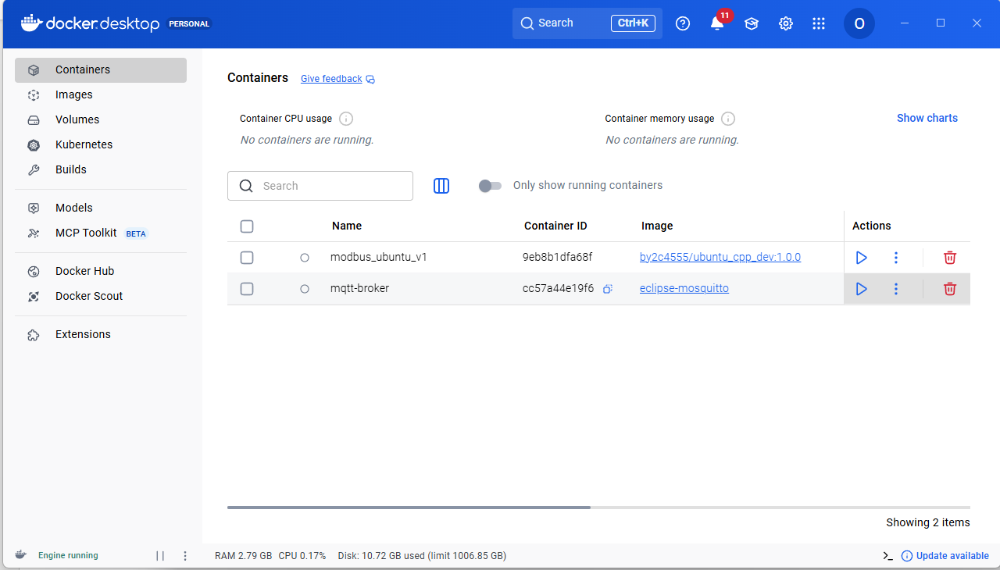 docker.desktop PERSONAL Search Ctrl+K 11 O
Containers
Images
Volumes
Kubernetes
Builds
Models
MCP Toolkit BETA
Docker Hub
Docker Scout
Extensions
Containers Give feedback
Container CPU usage Container memory usage Show charts
No containers are running. No containers are running.
Search Only show running containers
Name Container ID Image Actions
modbus_ubuntu_v1 9eb8b1dfa68f by2c4555/ubuntu_cpp_dev:1.0.0
mqtt-broker cc57a44e19f6 eclipse-mosquitto
Showing 2 items
Engine running RAM 2.79 GB CPU 0.17% Disk: 10.72 GB used (limit 1006.85 GB) Update available